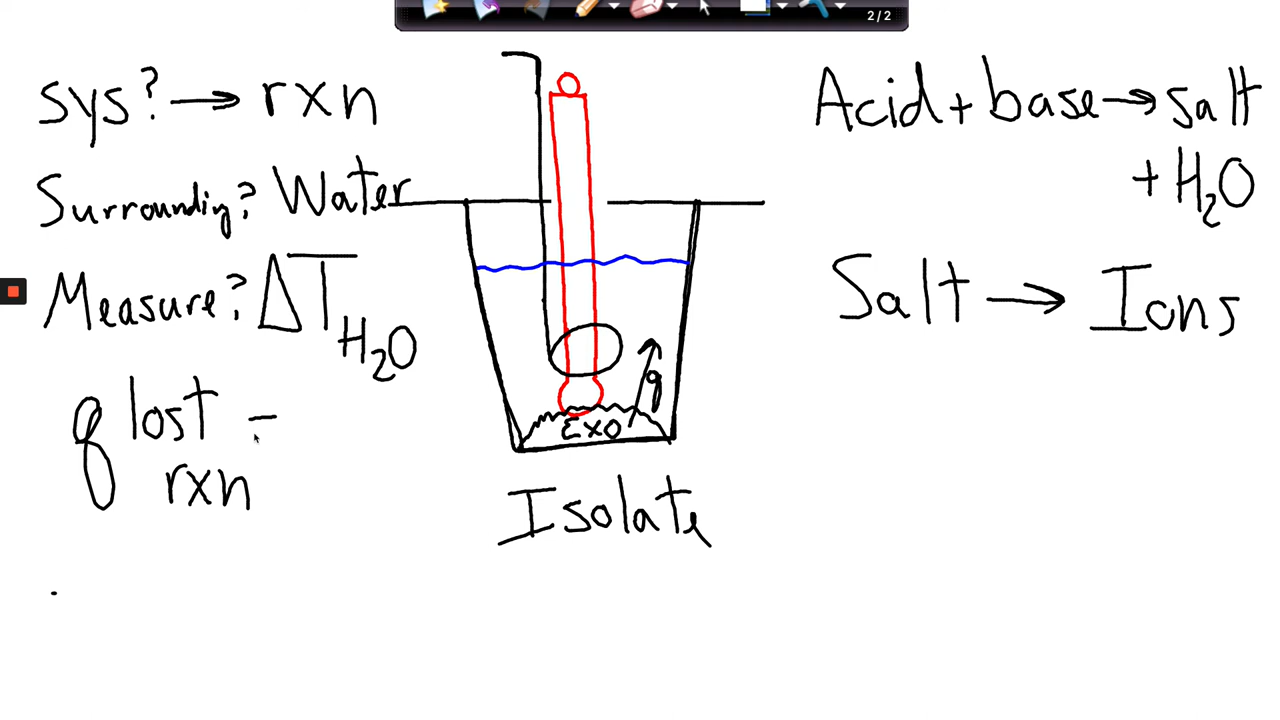 2/2
sys? → rxn
Surrounding? Water
Measure? ΔT H₂O
q lost =
rxn
EXO
q
Isolate
Acid + base → salt
+ H₂O
Salt → Ions